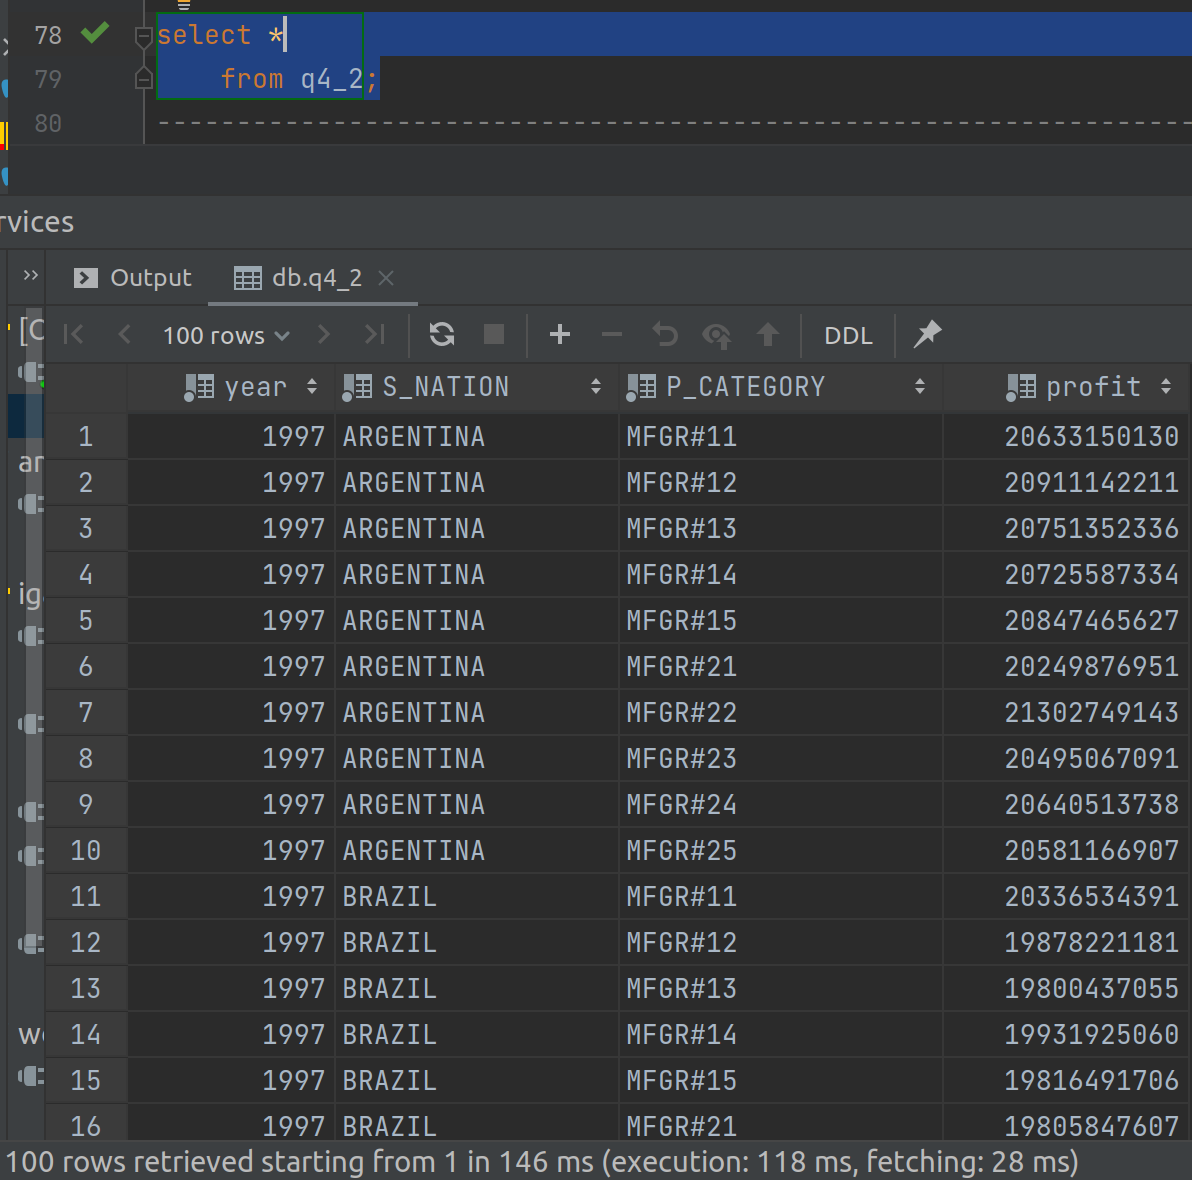 78 select *
79 from q4_2;
80 ------------------------------------------------------------------
rvices
Output db.q4_2
100 rows DDL
year S_NATION P_CATEGORY profit
1 1997 ARGENTINA MFGR#11 20633150130
2 1997 ARGENTINA MFGR#12 20911142211
3 1997 ARGENTINA MFGR#13 20751352336
4 1997 ARGENTINA MFGR#14 20725587334
5 1997 ARGENTINA MFGR#15 20847465627
6 1997 ARGENTINA MFGR#21 20249876951
7 1997 ARGENTINA MFGR#22 21302749143
8 1997 ARGENTINA MFGR#23 20495067091
9 1997 ARGENTINA MFGR#24 20640513738
10 1997 ARGENTINA MFGR#25 20581166907
11 1997 BRAZIL MFGR#11 20336534391
12 1997 BRAZIL MFGR#12 19878221181
13 1997 BRAZIL MFGR#13 19800437055
14 1997 BRAZIL MFGR#14 19931925060
15 1997 BRAZIL MFGR#15 19816491706
16 1997 BRAZIL MFGR#21 19805847607
100 rows retrieved starting from 1 in 146 ms (execution: 118 ms, fetching: 28 ms)